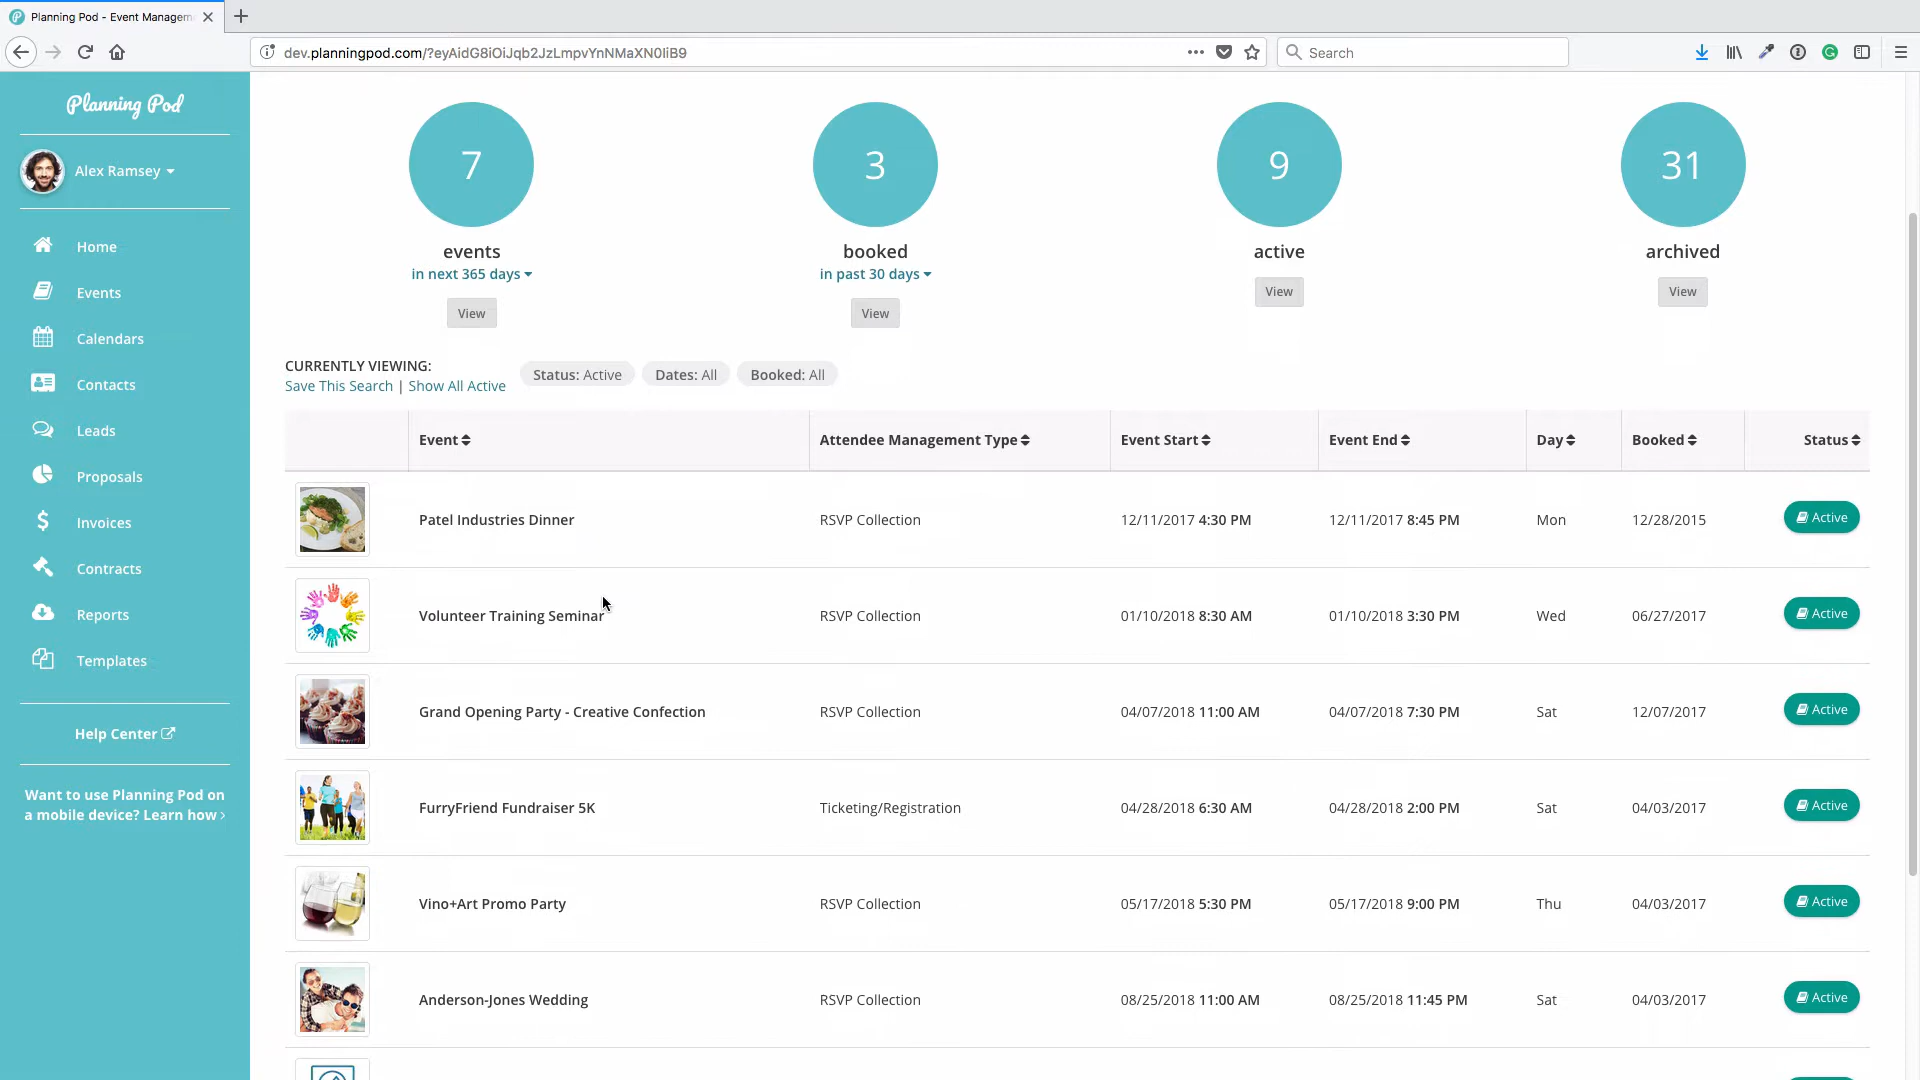 Planning Pod - Event Managem
dev.planningpod.com/?eyAidG8iOiJqb2JzLmpvYnNMaXN0IiB9
Search
Planning Pod
Alex Ramsey
Home
Events
Calendars
Contacts
Leads
Proposals
Invoices
Contracts
Reports
Templates
Help Center
Want to use Planning Pod on
a mobile device? Learn how
7
events
in next 365 days
View
3
booked
in past 30 days
View
9
active
View
31
archived
View
CURRENTLY VIEWING:
Save This Search | Show All Active
Status: Active Dates: All Booked: All
Event Attendee Management Type Event Start Event End Day Booked Status
Patel Industries Dinner RSVP Collection 12/11/2017 4:30 PM 12/11/2017 8:45 PM Mon 12/28/2015 Active
Volunteer Training Seminar RSVP Collection 01/10/2018 8:30 AM 01/10/2018 3:30 PM Wed 06/27/2017 Active
Grand Opening Party - Creative Confection RSVP Collection 04/07/2018 11:00 AM 04/07/2018 7:30 PM Sat 12/07/2017 Active
FurryFriend Fundraiser 5K Ticketing/Registration 04/28/2018 6:30 AM 04/28/2018 2:00 PM Sat 04/03/2017 Active
Vino+Art Promo Party RSVP Collection 05/17/2018 5:30 PM 05/17/2018 9:00 PM Thu 04/03/2017 Active
Anderson-Jones Wedding RSVP Collection 08/25/2018 11:00 AM 08/25/2018 11:45 PM Sat 04/03/2017 Active